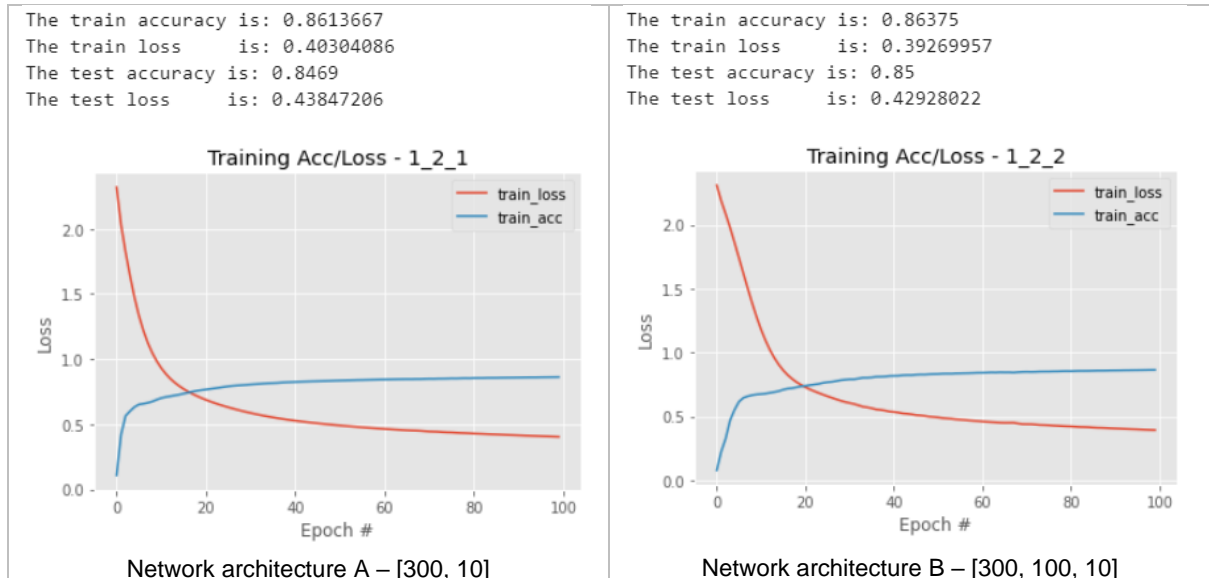 The train accuracy is: 0.8613667
The train loss is: 0.40304086
The test accuracy is: 0.8469
The test loss is: 0.43847206
Training Acc/Loss - 1_2_1
train_loss
train_acc
2.0
1.5
1.0
0.5
0.0
Loss
0 20 40 60 80 100
Epoch #
Network architecture A – [300, 10]
The train accuracy is: 0.86375
The train loss is: 0.39269957
The test accuracy is: 0.85
The test loss is: 0.42928022
Training Acc/Loss - 1_2_2
train_loss
train_acc
2.0
1.5
1.0
0.5
0.0
Loss
0 20 40 60 80 100
Epoch #
Network architecture B – [300, 100, 10]